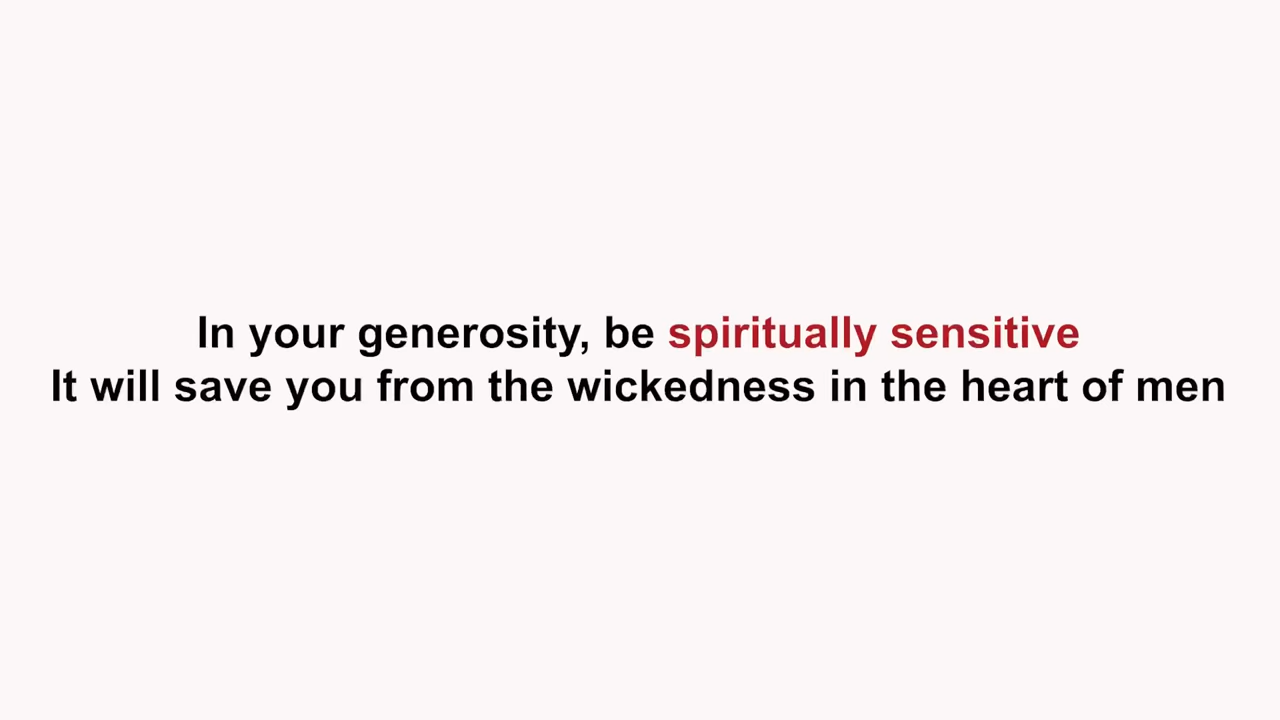 In your generosity, be spiritually sensitive
It will save you from the wickedness in the heart of men